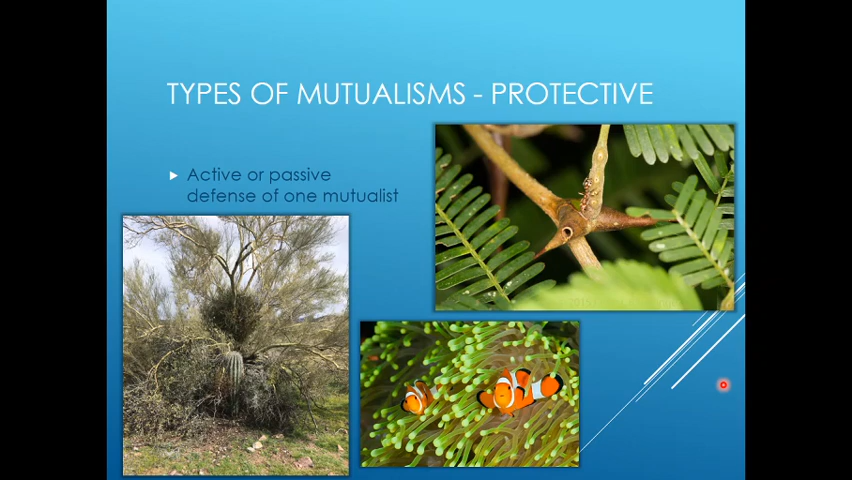 TYPES OF MUTUALISMS - PROTECTIVE
Active or passive
defense of one mutualist